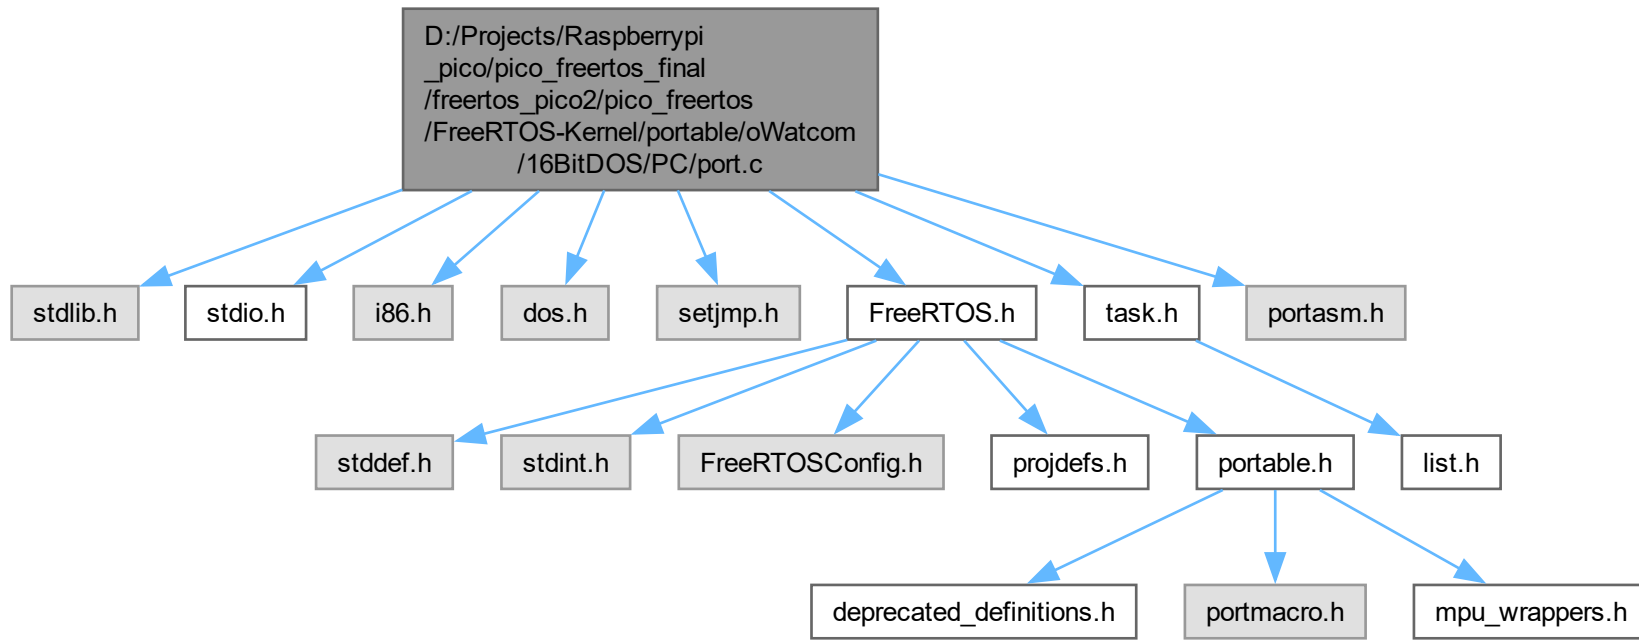 D:/Projects/Raspberrypi
_pico/pico_freertos_final
/freertos_pico2/pico_freertos
/FreeRTOS-Kernel/portable/oWatcom
/16BitDOS/PC/port.c
stdlib.h
stdio.h
i86.h
dos.h
setjmp.h
FreeRTOS.h
task.h
portasm.h
stddef.h
stdint.h
FreeRTOSConfig.h
projdefs.h
portable.h
list.h
deprecated_definitions.h
portmacro.h
mpu_wrappers.h